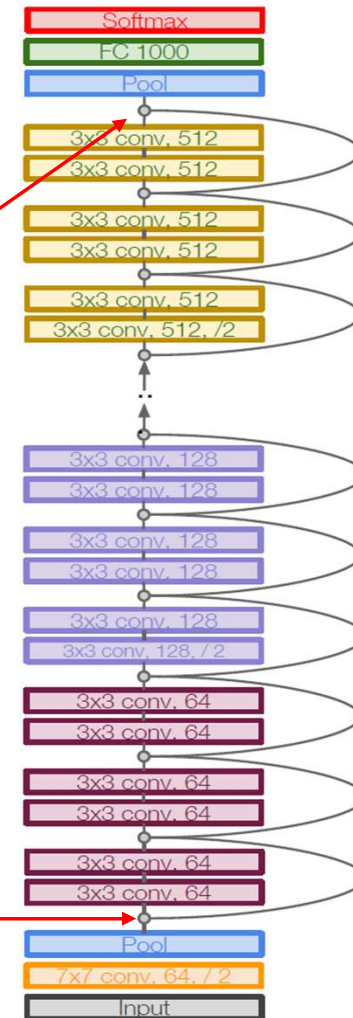 Softmax
FC 1000
Pool
3x3 conv, 512
3x3 conv, 512
3x3 conv, 512
3x3 conv, 512
3x3 conv, 512
3x3 conv, 512, /2
..
3x3 conv, 128
3x3 conv, 128
3x3 conv, 128
3x3 conv, 128
3x3 conv, 128
3x3 conv, 128, / 2
3x3 conv, 64
3x3 conv, 64
3x3 conv, 64
3x3 conv, 64
3x3 conv, 64
3x3 conv, 64
Pool
7x7 conv, 64, / 2
Input